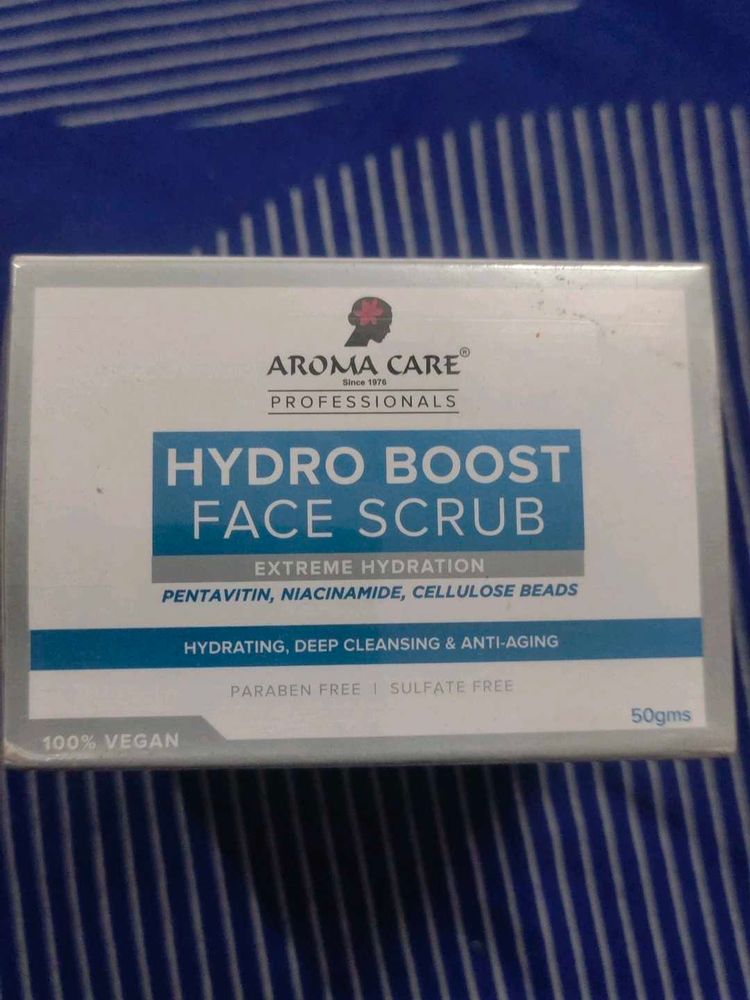 AROMA CARE®
Since 1976
PROFESSIONALS
HYDRO BOOST
FACE SCRUB
EXTREME HYDRATION
PENTAVITIN, NIACINAMIDE, CELLULOSE BEADS
HYDRATING, DEEP CLEANSING & ANTI-AGING
PARABEN FREE | SULFATE FREE
50gms
100% VEGAN